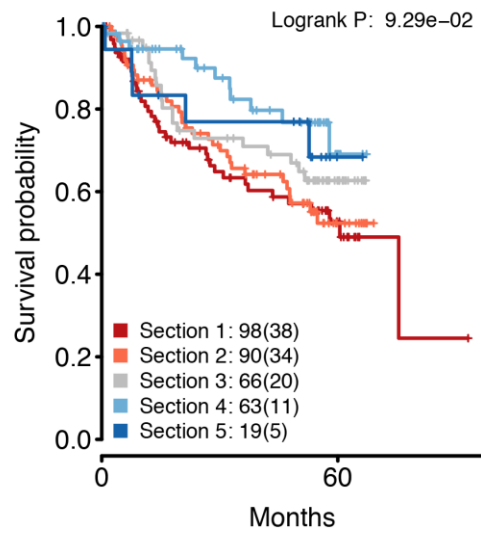 Logrank P: 9.29e−02
Survival probability
1.0
0.8
0.6
0.4
0.2
0.0
Section 1: 98(38)
Section 2: 90(34)
Section 3: 66(20)
Section 4: 63(11)
Section 5: 19(5)
0
60
Months